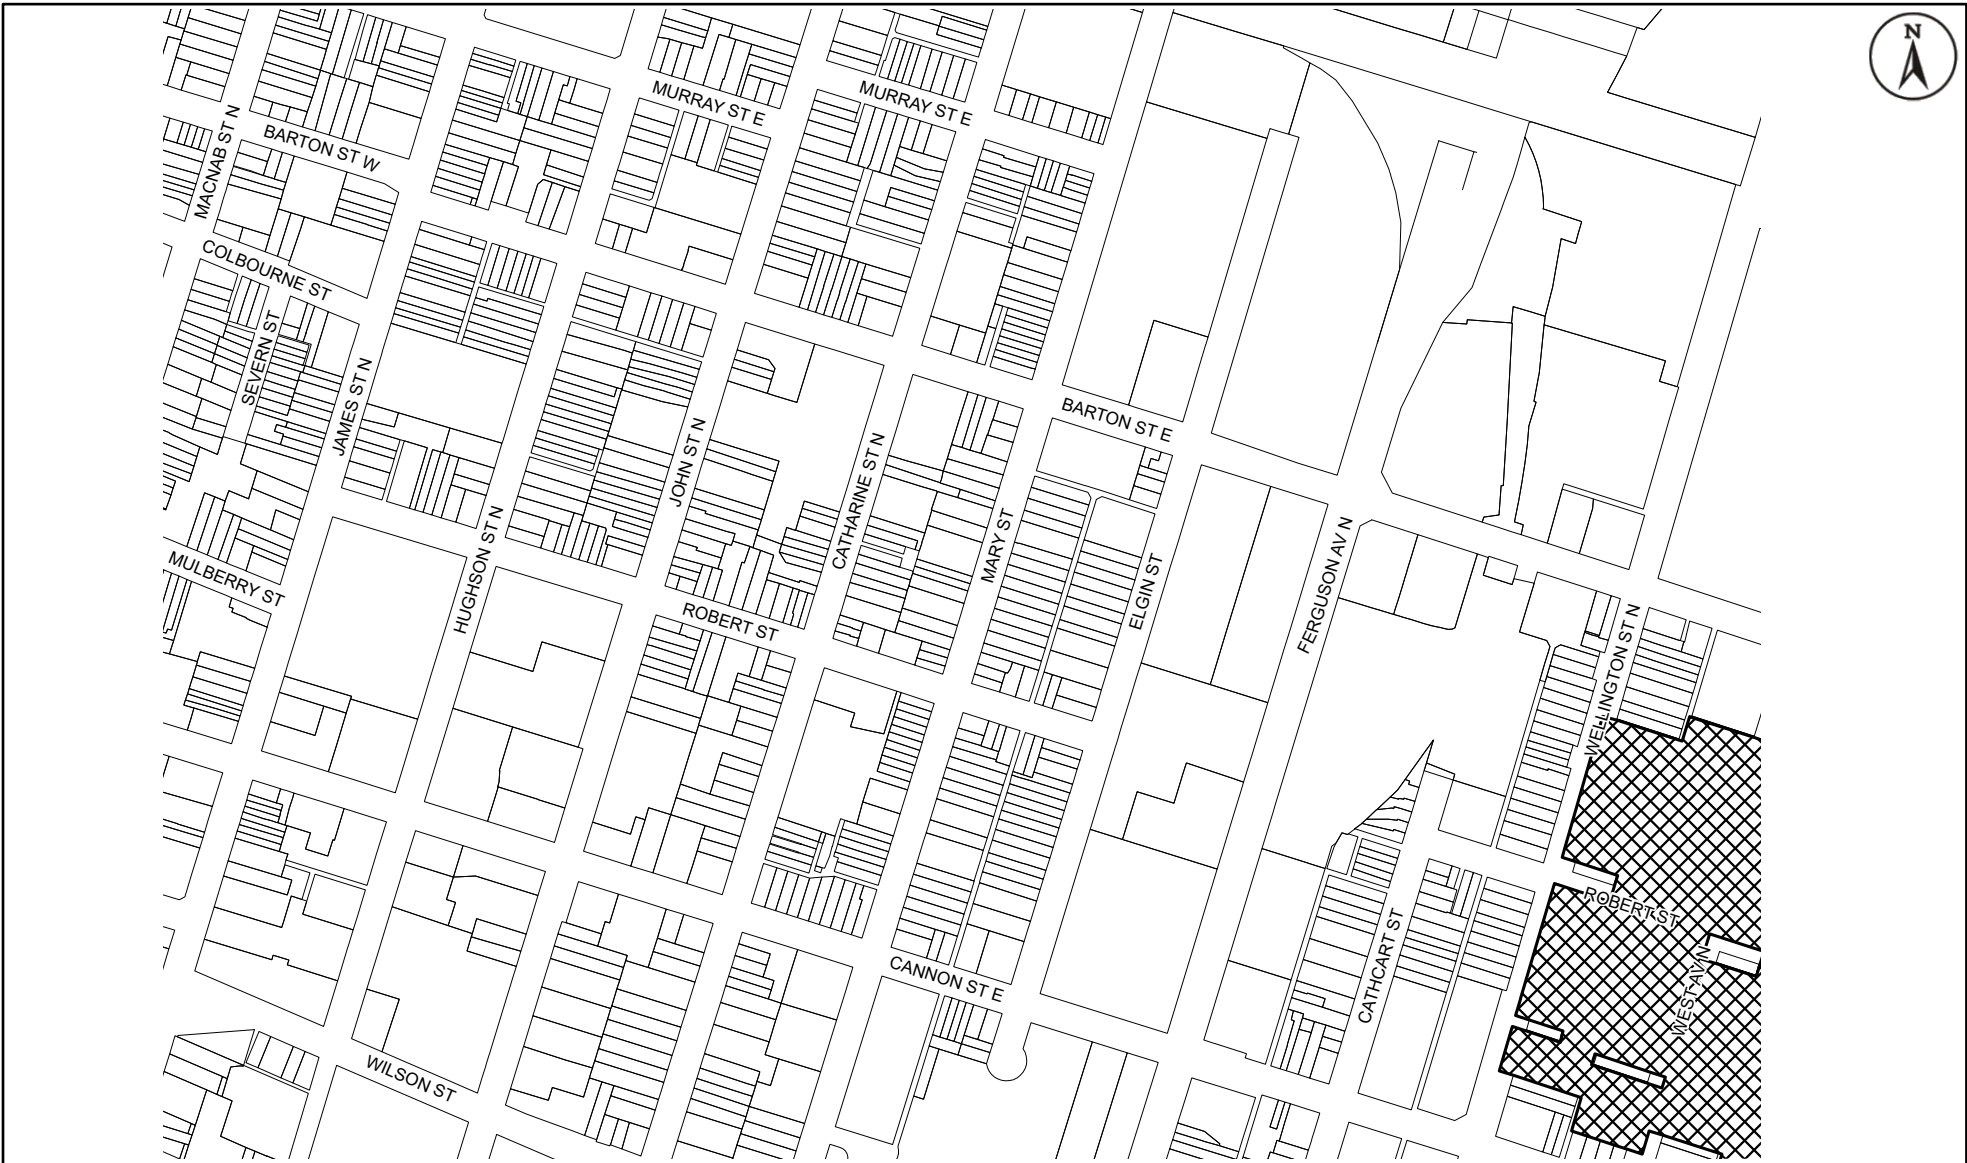 N
MURRAY ST E
MURRAY ST E
MACNAB ST N
BARTON ST W
COLBOURNE ST
SEVERN ST
JAMES ST N
BARTON ST E
JOHN ST N
CATHARINE ST N
HUGHSON ST N
MARY ST
ELGIN ST
FERGUSON AV N
MULBERRY ST
ROBERT ST
WELLINGTON ST N
ROBERT ST
CATHCART ST
WEST AV N
CANNON ST E
WILSON ST